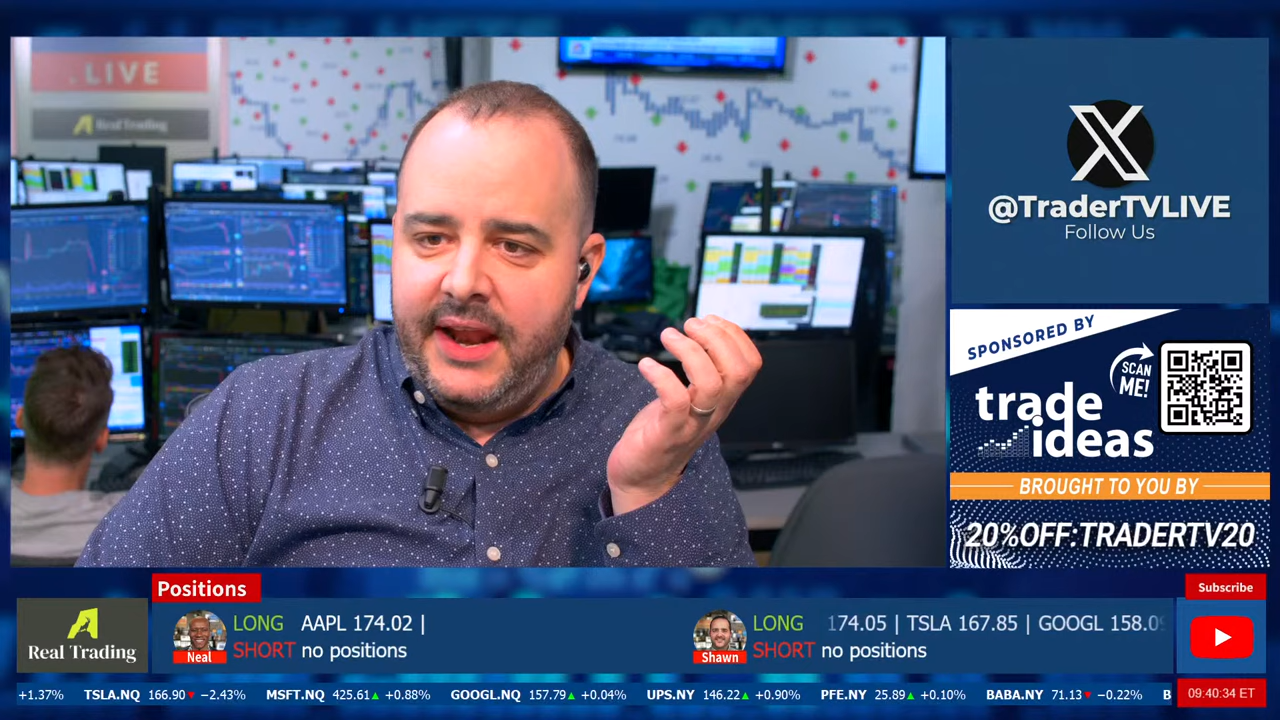 .LIVE
Real Trading
@TraderTVLIVE
Follow Us
SPONSORED BY
SCAN
ME!
trade
ideas
BROUGHT TO YOU BY
20%OFF:TRADERTV20
Positions
Subscribe
Real Trading
Neal
LONG AAPL 174.02 |
SHORT no positions
Shawn
LONG 174.05 | TSLA 167.85 | GOOGL 158.09
SHORT no positions
+1.37% TSLA.NQ 166.90▼ −2.43% MSFT.NQ 425.61▲ +0.88% GOOGL.NQ 157.79▲ +0.04% UPS.NY 146.22▲ +0.90% PFE.NY 25.89▲ +0.10% BABA.NY 71.13▼ −0.22% B
09:40:34 ET